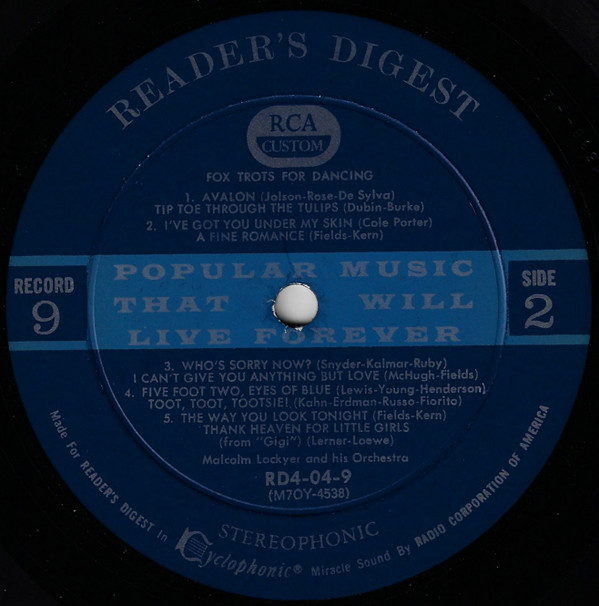 READER'S DIGEST
RCA
CUSTOM
FOX TROTS FOR DANCING
1. AVALON (Jolson-Rose-De Sylva)
TIP TOE THROUGH THE TULIPS (Dubin-Burke)
2. I'VE GOT YOU UNDER MY SKIN (Cole Porter)
A FINE ROMANCE (Fields-Kern)
RECORD
9
POPULAR MUSIC
THAT WILL
LIVE FOREVER
SIDE
2
3. WHO'S SORRY NOW? (Snyder-Kalmar-Ruby)
I CAN'T GIVE YOU ANYTHING BUT LOVE (McHugh-Fields)
4. FIVE FOOT TWO, EYES OF BLUE (Lewis-Young-Henderson)
TOOT, TOOT, TOOTSIE! (Kahn-Erdman-Russo-Fiorito)
5. THE WAY YOU LOOK TONIGHT (Fields-Kern)
THANK HEAVEN FOR LITTLE GIRLS
(from "Gigi") (Lerner-Loewe)
Malcolm Lockyer and his Orchestra
RD4-04-9
(M7OY-4538)
STEREOPHONIC
Made For READER'S DIGEST in Cyclophonic® Miracle Sound By RADIO CORPORATION OF AMERICA